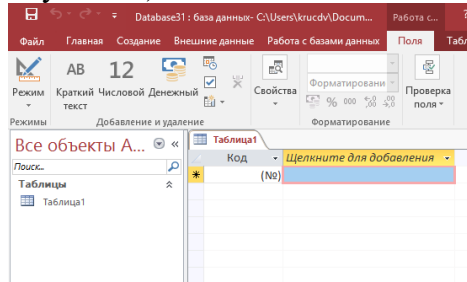 Database31 : база данных- C:\Users\krucdv\Docum...
Работа с...
?
Файл
Главная
Создание
Внешние данные
Работа с базами данных
Поля
Табл
Режим
AB
Краткий текст
12
Числовой
Денежный
Свойства
Форматировани
% 000
Проверка поля
Режимы
Добавление и удаление
Форматирование
Все объекты A...
Поиск...
Таблицы
Таблица1
Таблица1
Код
Щелкните для добавления
(№)